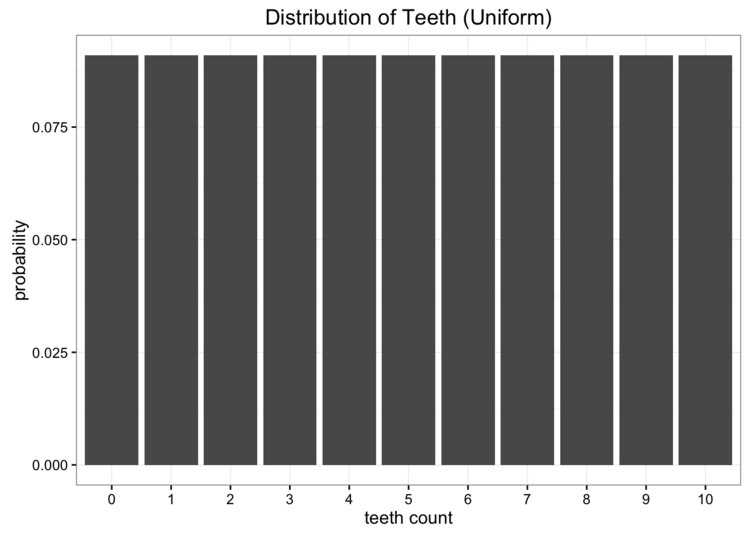 Distribution of Teeth (Uniform)
probability
0.075
0.050
0.025
0.000
0 1 2 3 4 5 6 7 8 9 10
teeth count